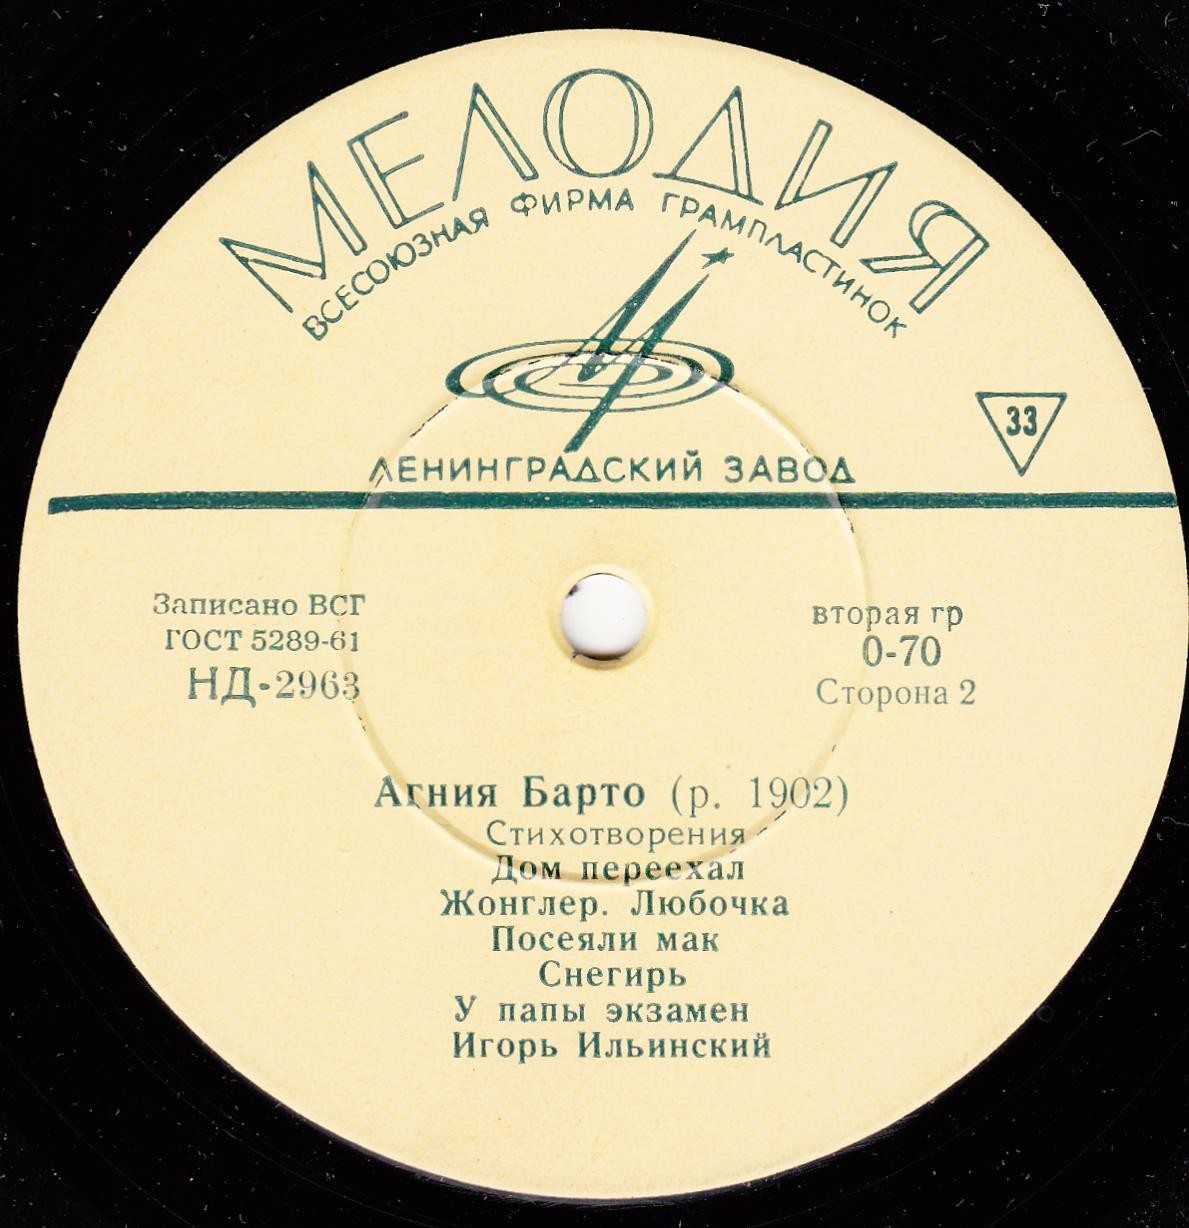 МЕЛОДИЯ
ВСЕСОЮЗНАЯ ФИРМА ГРАМПЛАСТИНОК
33
ЛЕНИНГРАДСКИЙ ЗАВОД
Записано ВСГ
ГОСТ 5289-61
НД-2963
вторая гр
0-70
Сторона 2
Агния Барто (р. 1902)
Стихотворения
Дом переехал
Жонглер. Любочка
Посеяли мак
Снегирь
У папы экзамен
Игорь Ильинский